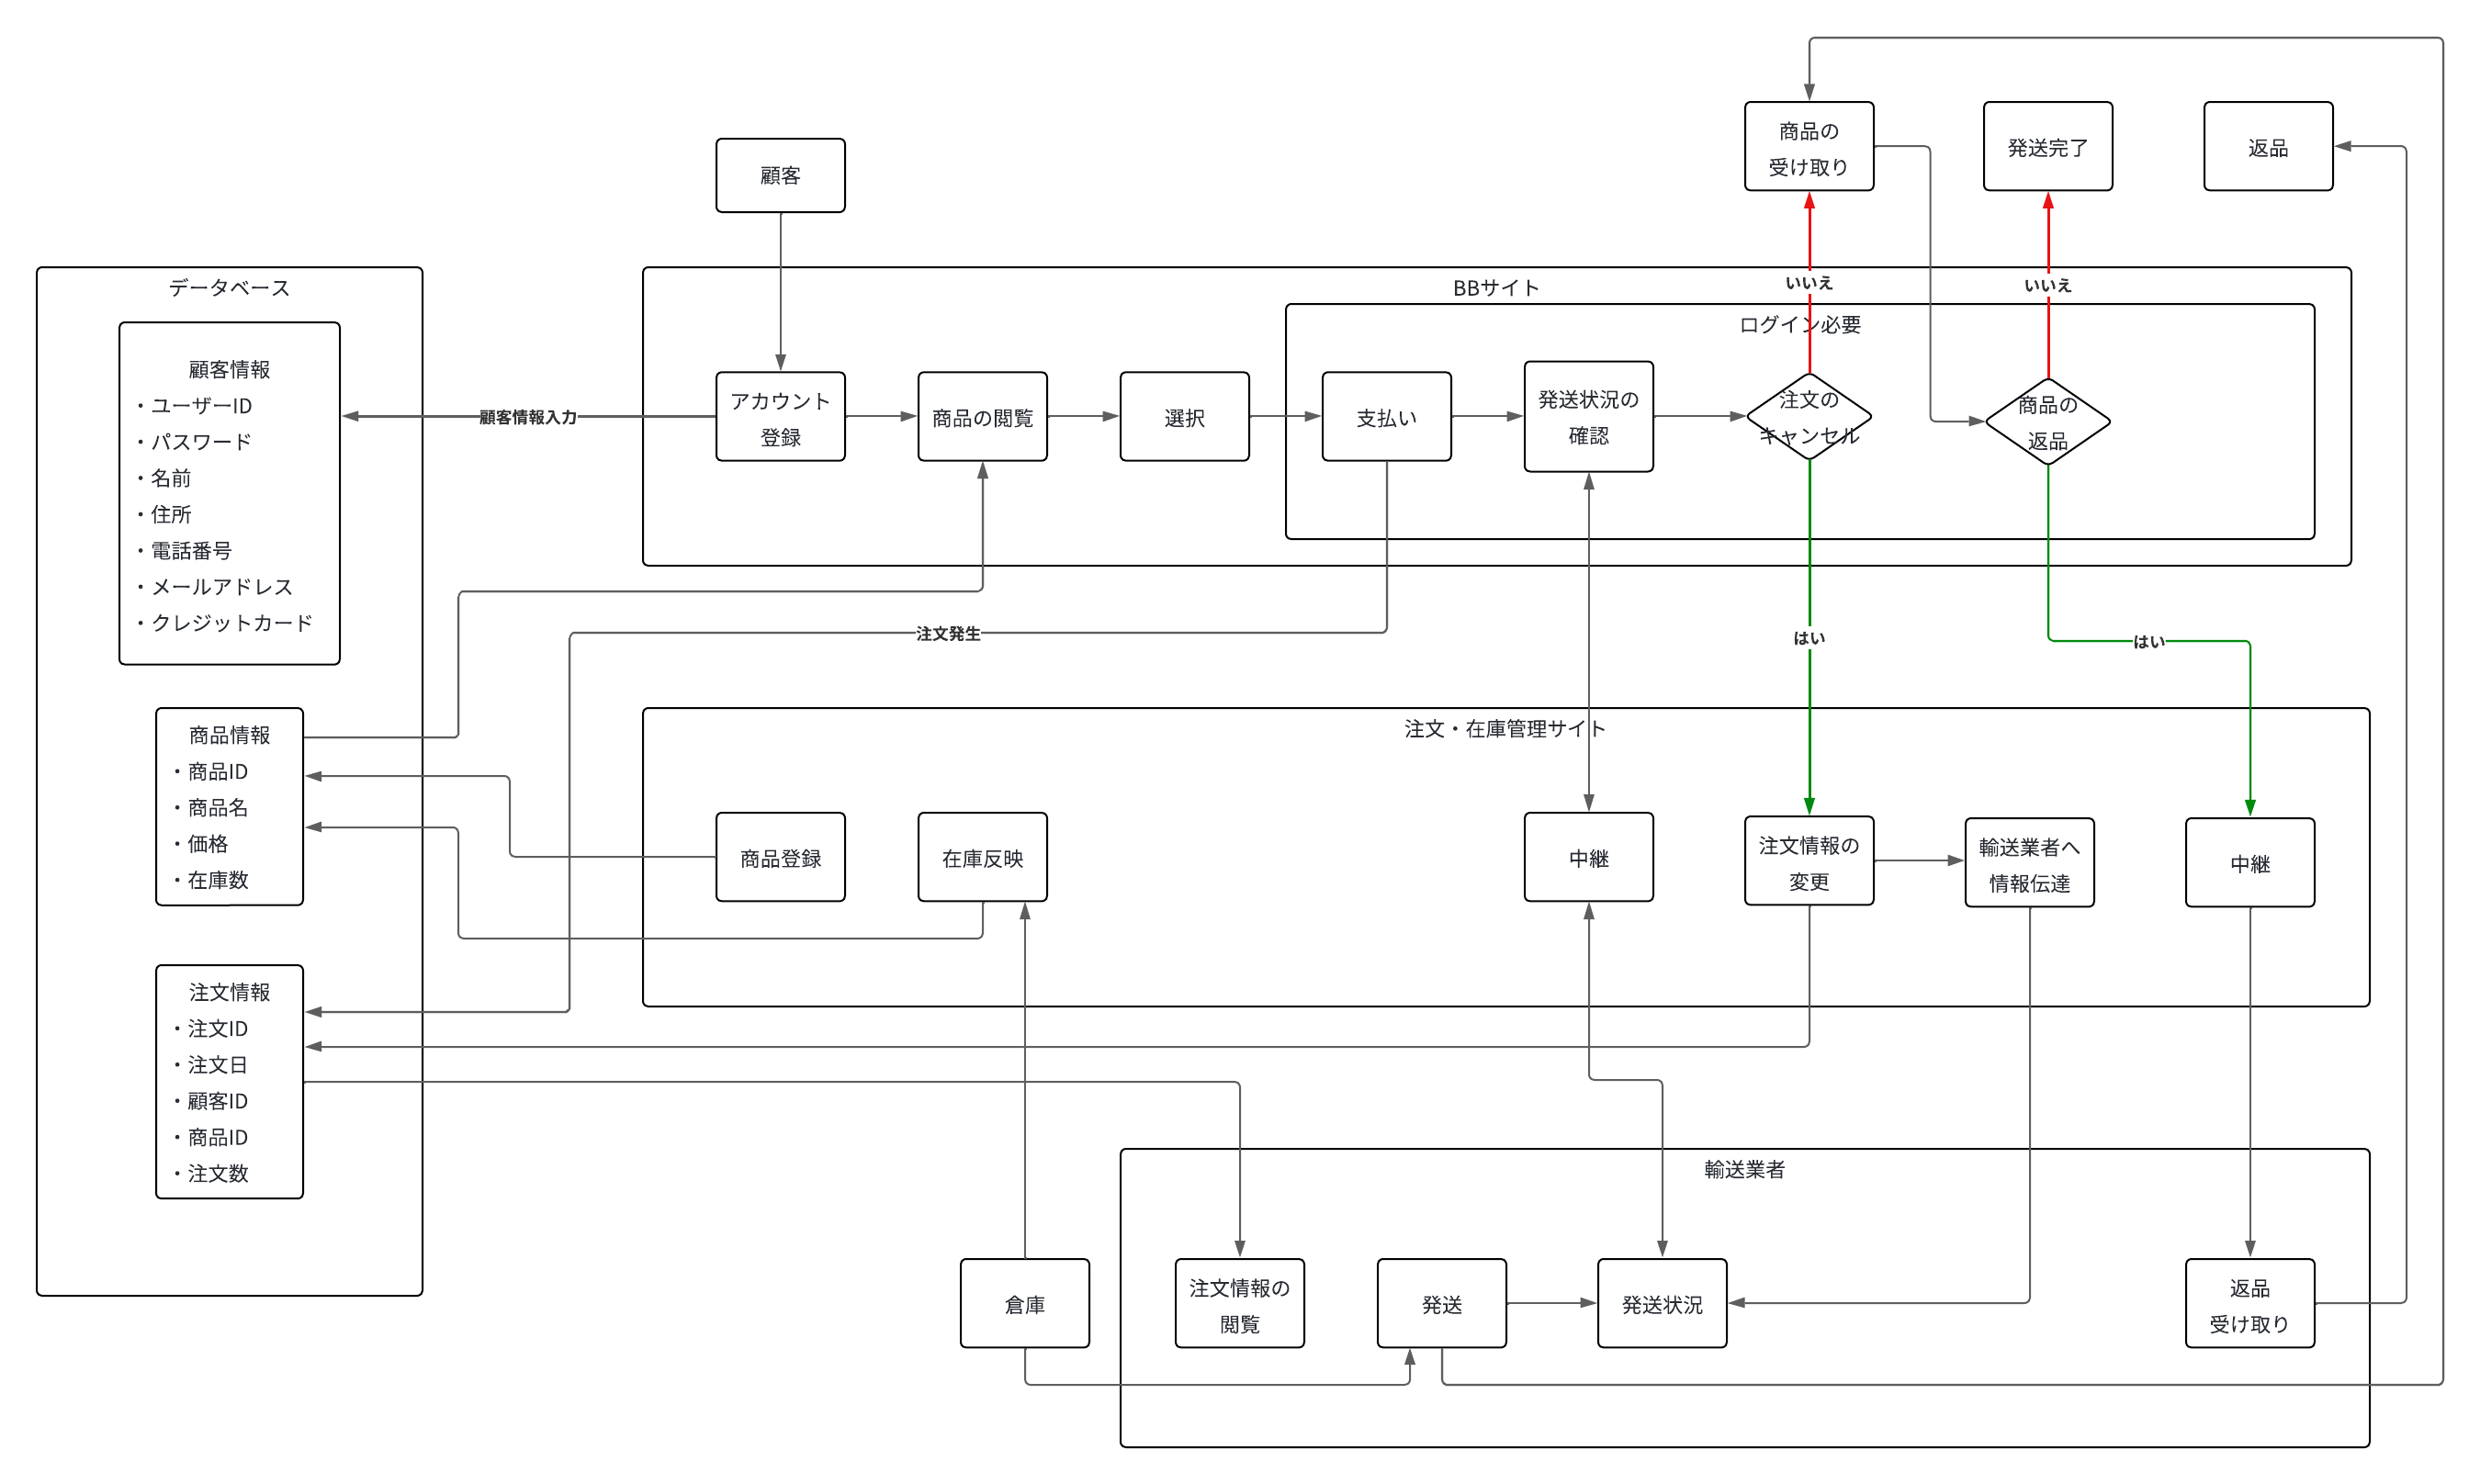 商品の
受け取り
発送完了
返品
顧客
データベース
顧客情報
・ユーザーID
・パスワード
・名前
・住所
・電話番号
・メールアドレス
・クレジットカード
商品情報
・商品ID
・商品名
・価格
・在庫数
注文情報
・注文ID
・注文日
・顧客ID
・商品ID
・注文数
顧客情報入力
BBサイト
いいえ
いいえ
ログイン必要
アカウント
登録
商品の閲覧
選択
支払い
発送状況の
確認
注文の
キャンセル
商品の
返品
注文発生
はい
はい
注文・在庫管理サイト
商品登録
在庫反映
中継
注文情報の
変更
輸送業者へ
情報伝達
中継
輸送業者
倉庫
注文情報の
閲覧
発送
発送状況
返品
受け取り